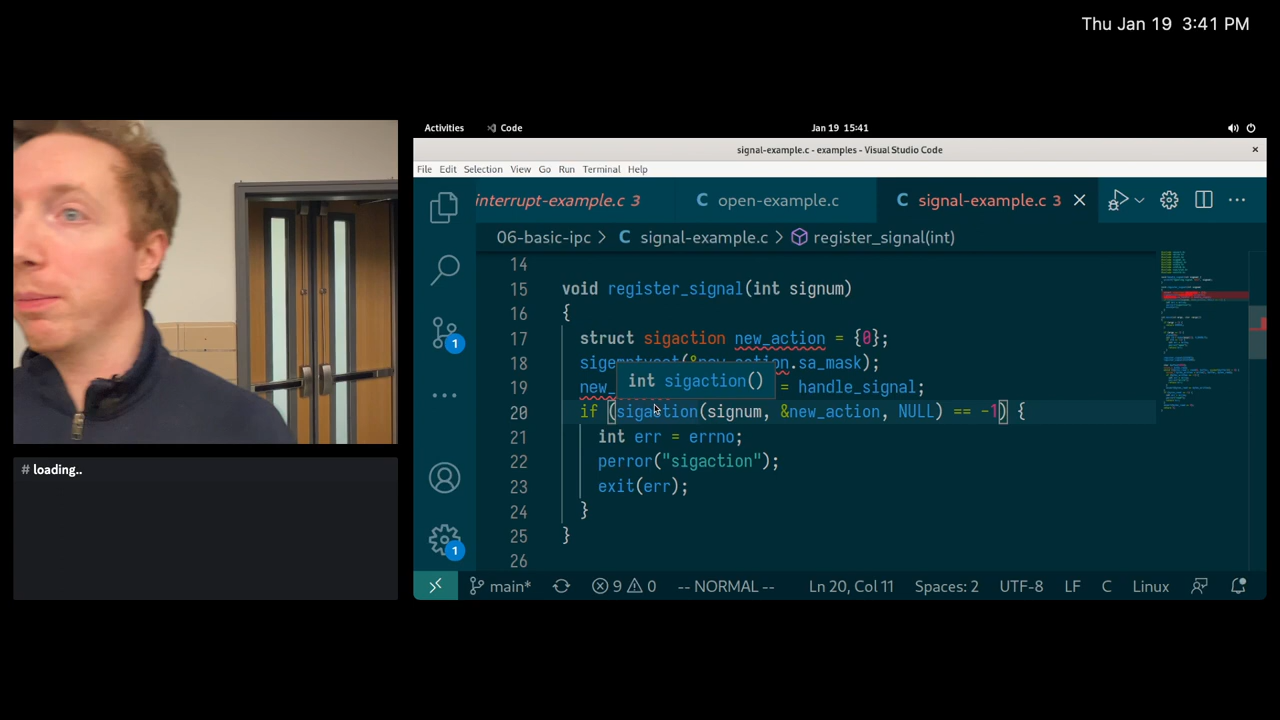 Thu Jan 19 3:41 PM
Activities Code Jan 19 15:41
signal-example.c - examples - Visual Studio Code
File Edit Selection View Go Run Terminal Help
interrupt-example.c 3 open-example.c signal-example.c 3
06-basic-ipc > signal-example.c > register_signal(int)
14
15 void register_signal(int signum)
16 {
17 struct sigaction new_action = {0};
18 sigemptyset(&new_action.sa_mask);
int sigaction()
19 new_ = handle_signal;
20 if (sigaction(signum, &new_action, NULL) == -1) {
21 int err = errno;
22 perror("sigaction");
23 exit(err);
24 }
25 }
26
# loading..
1
1
main* 9 0 -- NORMAL -- Ln 20, Col 11 Spaces: 2 UTF-8 LF C Linux